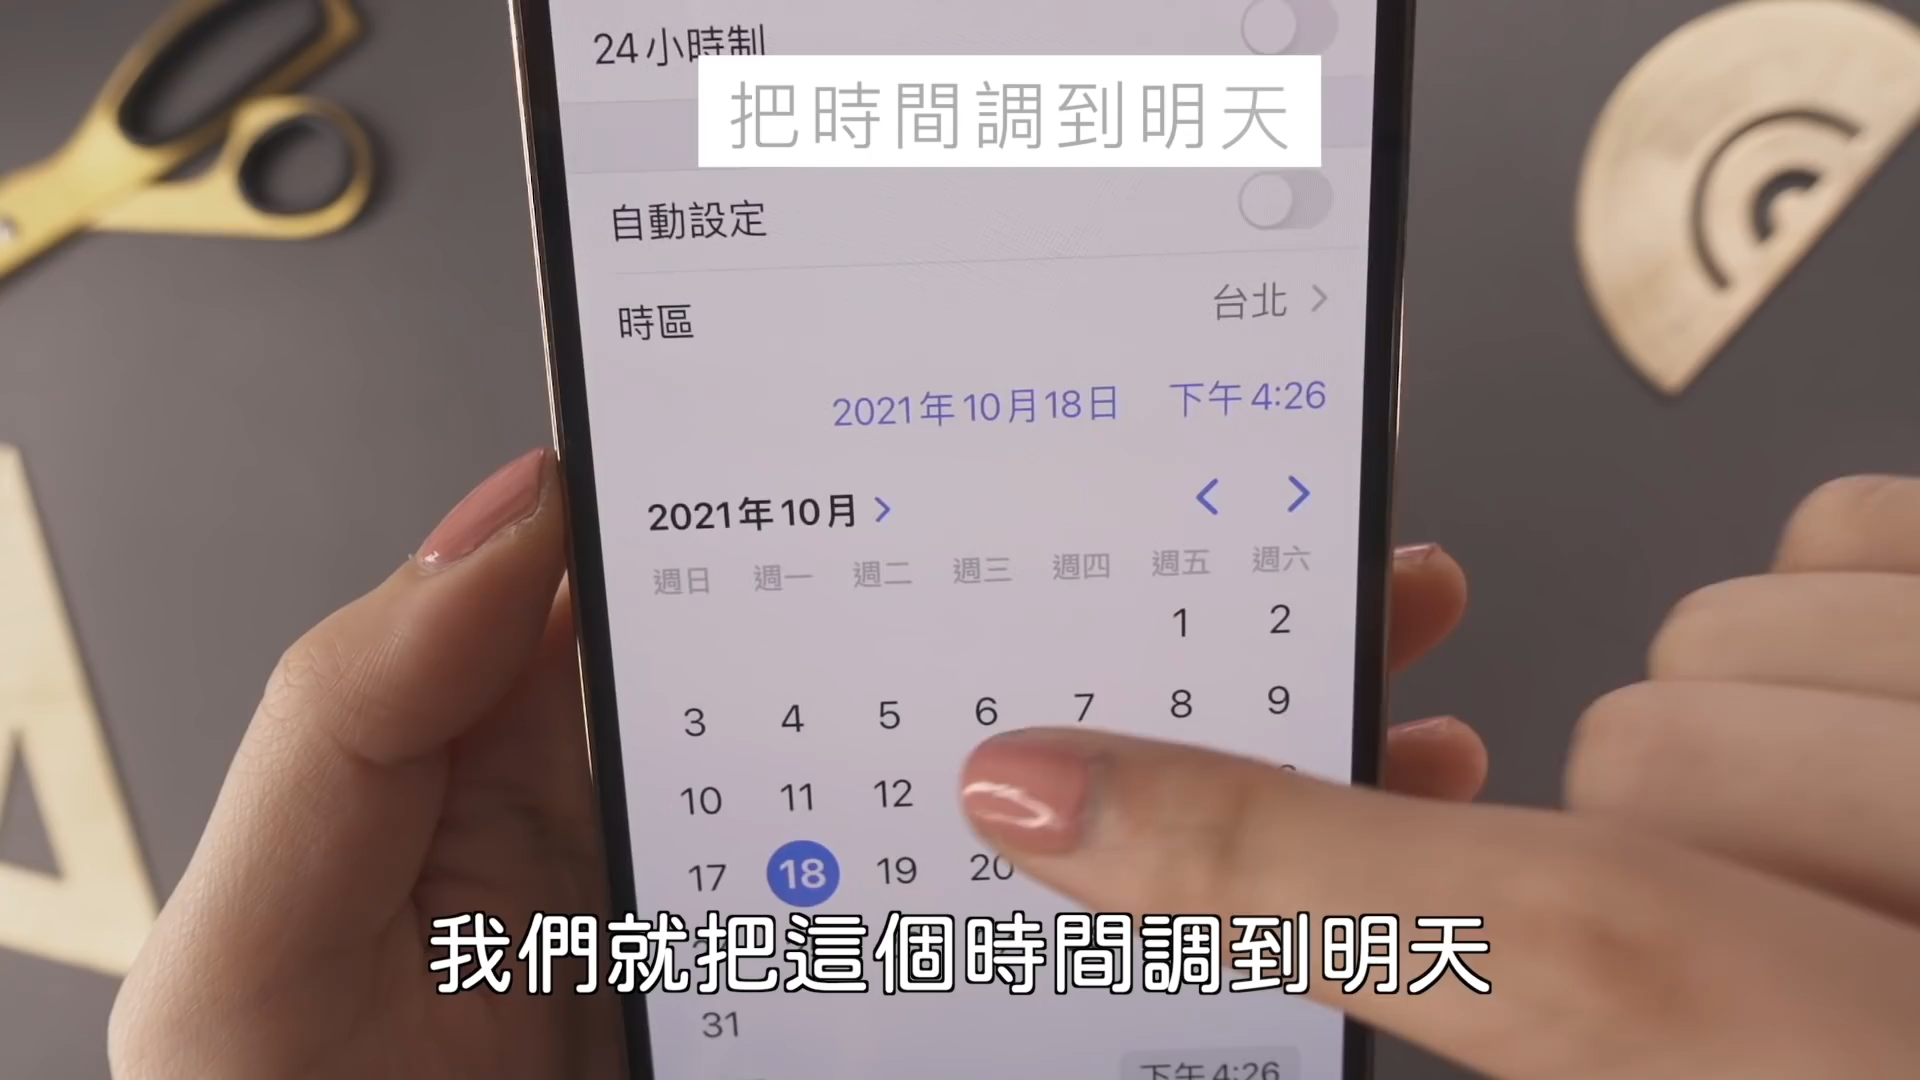 24小時制
把時間調到明天
自動設定
時區 台北
2021年10月18日 下午4:26
2021年10月
週日 週一 週二 週三 週四 週五 週六
1 2
3 4 5 6 7 8 9
10 11 12
17 18 19 20
我們就把這個時間調到明天
31
下午4:26